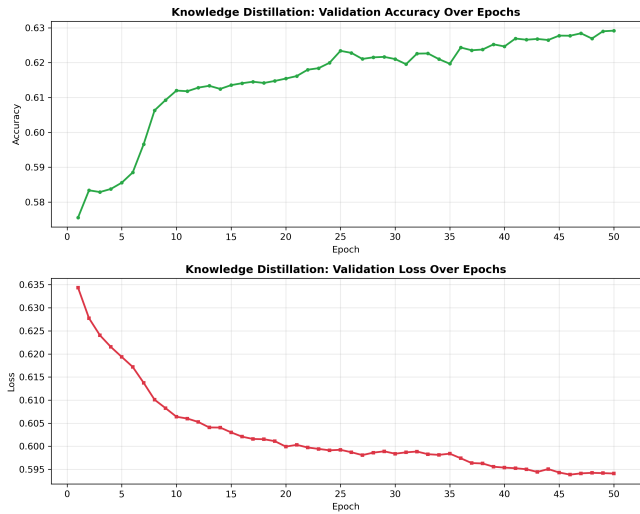 Knowledge Distillation: Validation Accuracy Over Epochs
0.63
0.62
0.61
0.60
0.59
0.58
Accuracy
0 5 10 15 20 25 30 35 40 45 50
Epoch
Knowledge Distillation: Validation Loss Over Epochs
0.635
0.630
0.625
0.620
0.615
0.610
0.605
0.600
0.595
Loss
0 5 10 15 20 25 30 35 40 45 50
Epoch